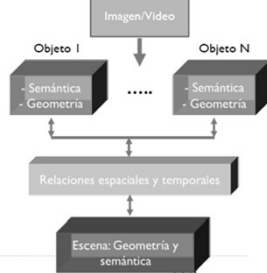 Imagen/Video
Objeto 1 Objeto N
- Semántica
- Geometría
.....
- Semántica
- Geometría
Relaciones espaciales y temporales
Escena: Geometría y
semántica